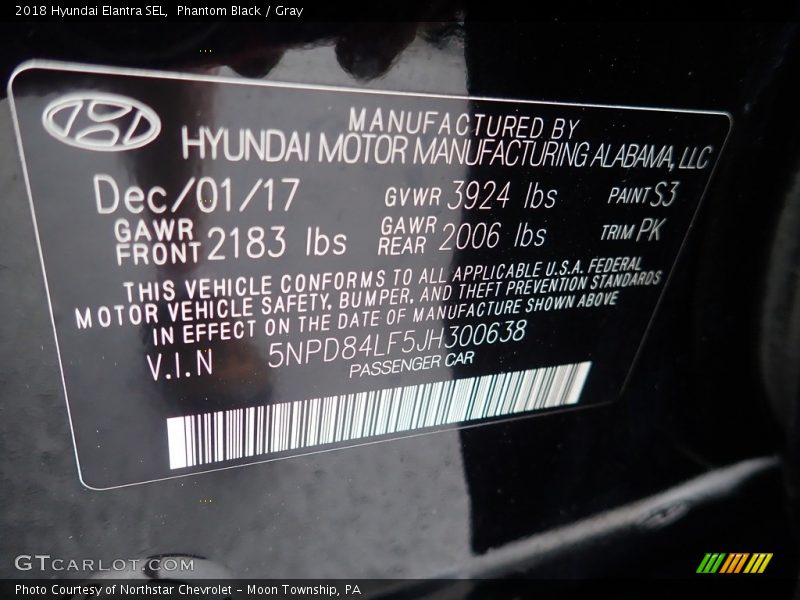 2018 Hyundai Elantra SEL, Phantom Black / Gray
MANUFACTURED BY
HYUNDAI MOTOR MANUFACTURING ALABAMA, LLC
Dec/01/17 GVWR 3924 lbs PAINT S3
GAWR FRONT 2183 lbs GAWR REAR 2006 lbs TRIM PK
THIS VEHICLE CONFORMS TO ALL APPLICABLE U.S.A. FEDERAL
MOTOR VEHICLE SAFETY, BUMPER, AND THEFT PREVENTION STANDARDS
IN EFFECT ON THE DATE OF MANUFACTURE SHOWN ABOVE
V.I.N 5NPD84LF5JH300638
PASSENGER CAR
GTCARLOT.COM
Photo Courtesy of Northstar Chevrolet - Moon Township, PA